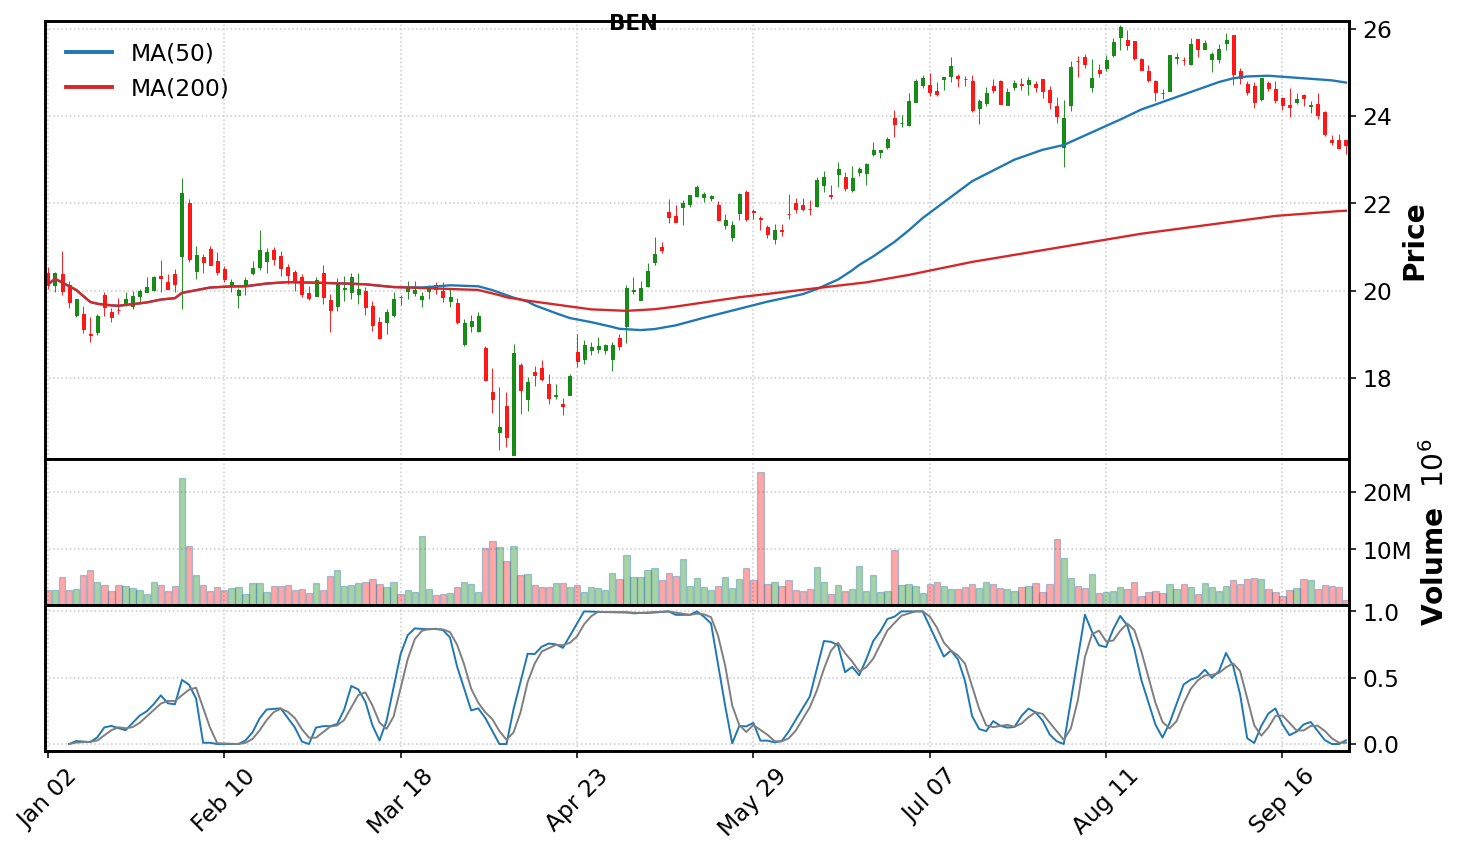 BEN
MA(50)
MA(200)
26
24
22
20
18
Price
20M
10M
Volume 10^6
1.0
0.5
0.0
Jan 02
Feb 10
Mar 18
Apr 23
May 29
Jul 07
Aug 11
Sep 16